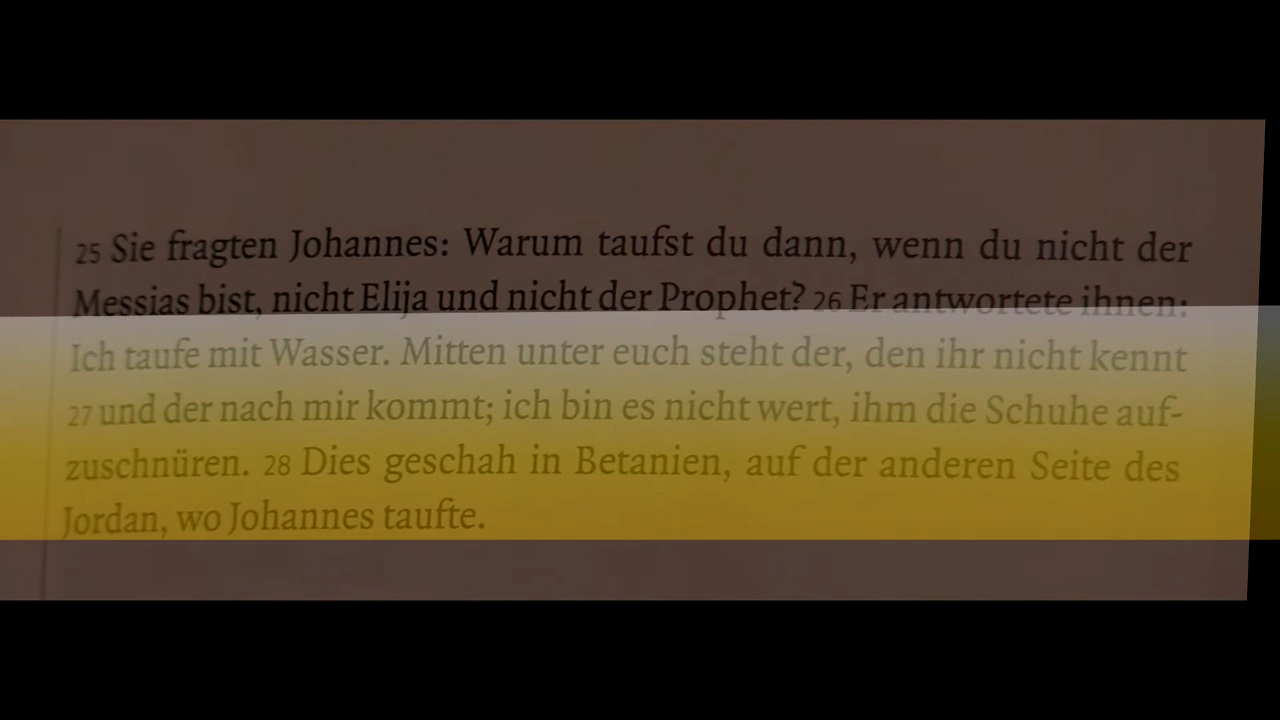 25 Sie fragten Johannes: Warum taufst du dann, wenn du nicht der
Messias bist, nicht Elija und nicht der Prophet? 26 Er antwortete ihnen:
Ich taufe mit Wasser. Mitten unter euch steht der, den ihr nicht kennt
27 und der nach mir kommt; ich bin es nicht wert, ihm die Schuhe auf-
zuschnüren. 28 Dies geschah in Betanien, auf der anderen Seite des
Jordan, wo Johannes taufte.